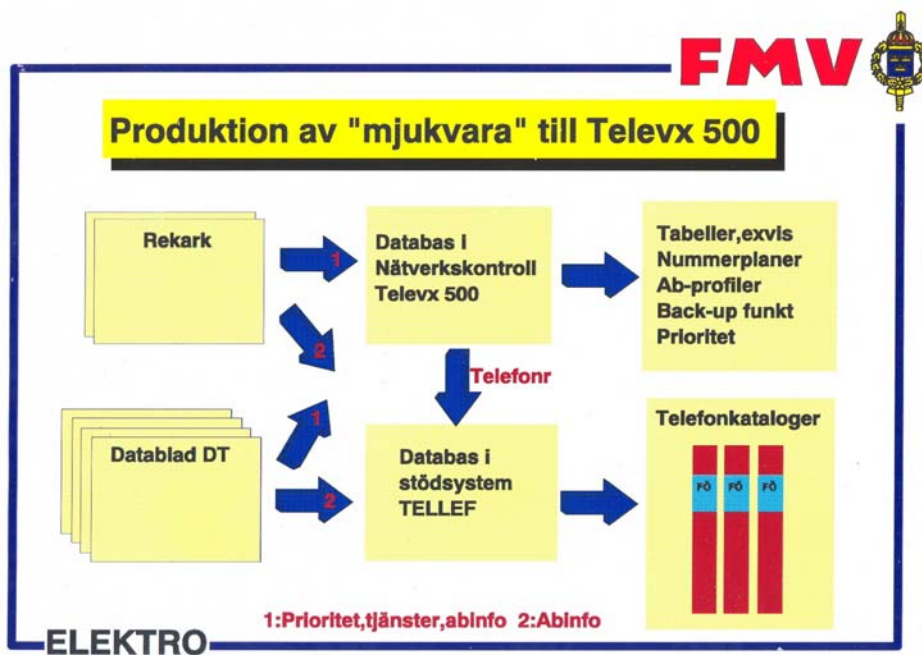 FMV
Produktion av "mjukvara" till Televx 500
Rekark
1
2
Databas i
Nätverkskontroll
Televx 500
Tabeller,exvis
Nummerplaner
Ab-profiler
Back-up funkt
Prioritet
Telefonr
Datablad DT
1
2
Databas i
stödsystem
TELLEF
Telefonkataloger
FÖ FÖ FÖ
1:Prioritet,tjänster,abinfo 2:Abinfo
ELEKTRO